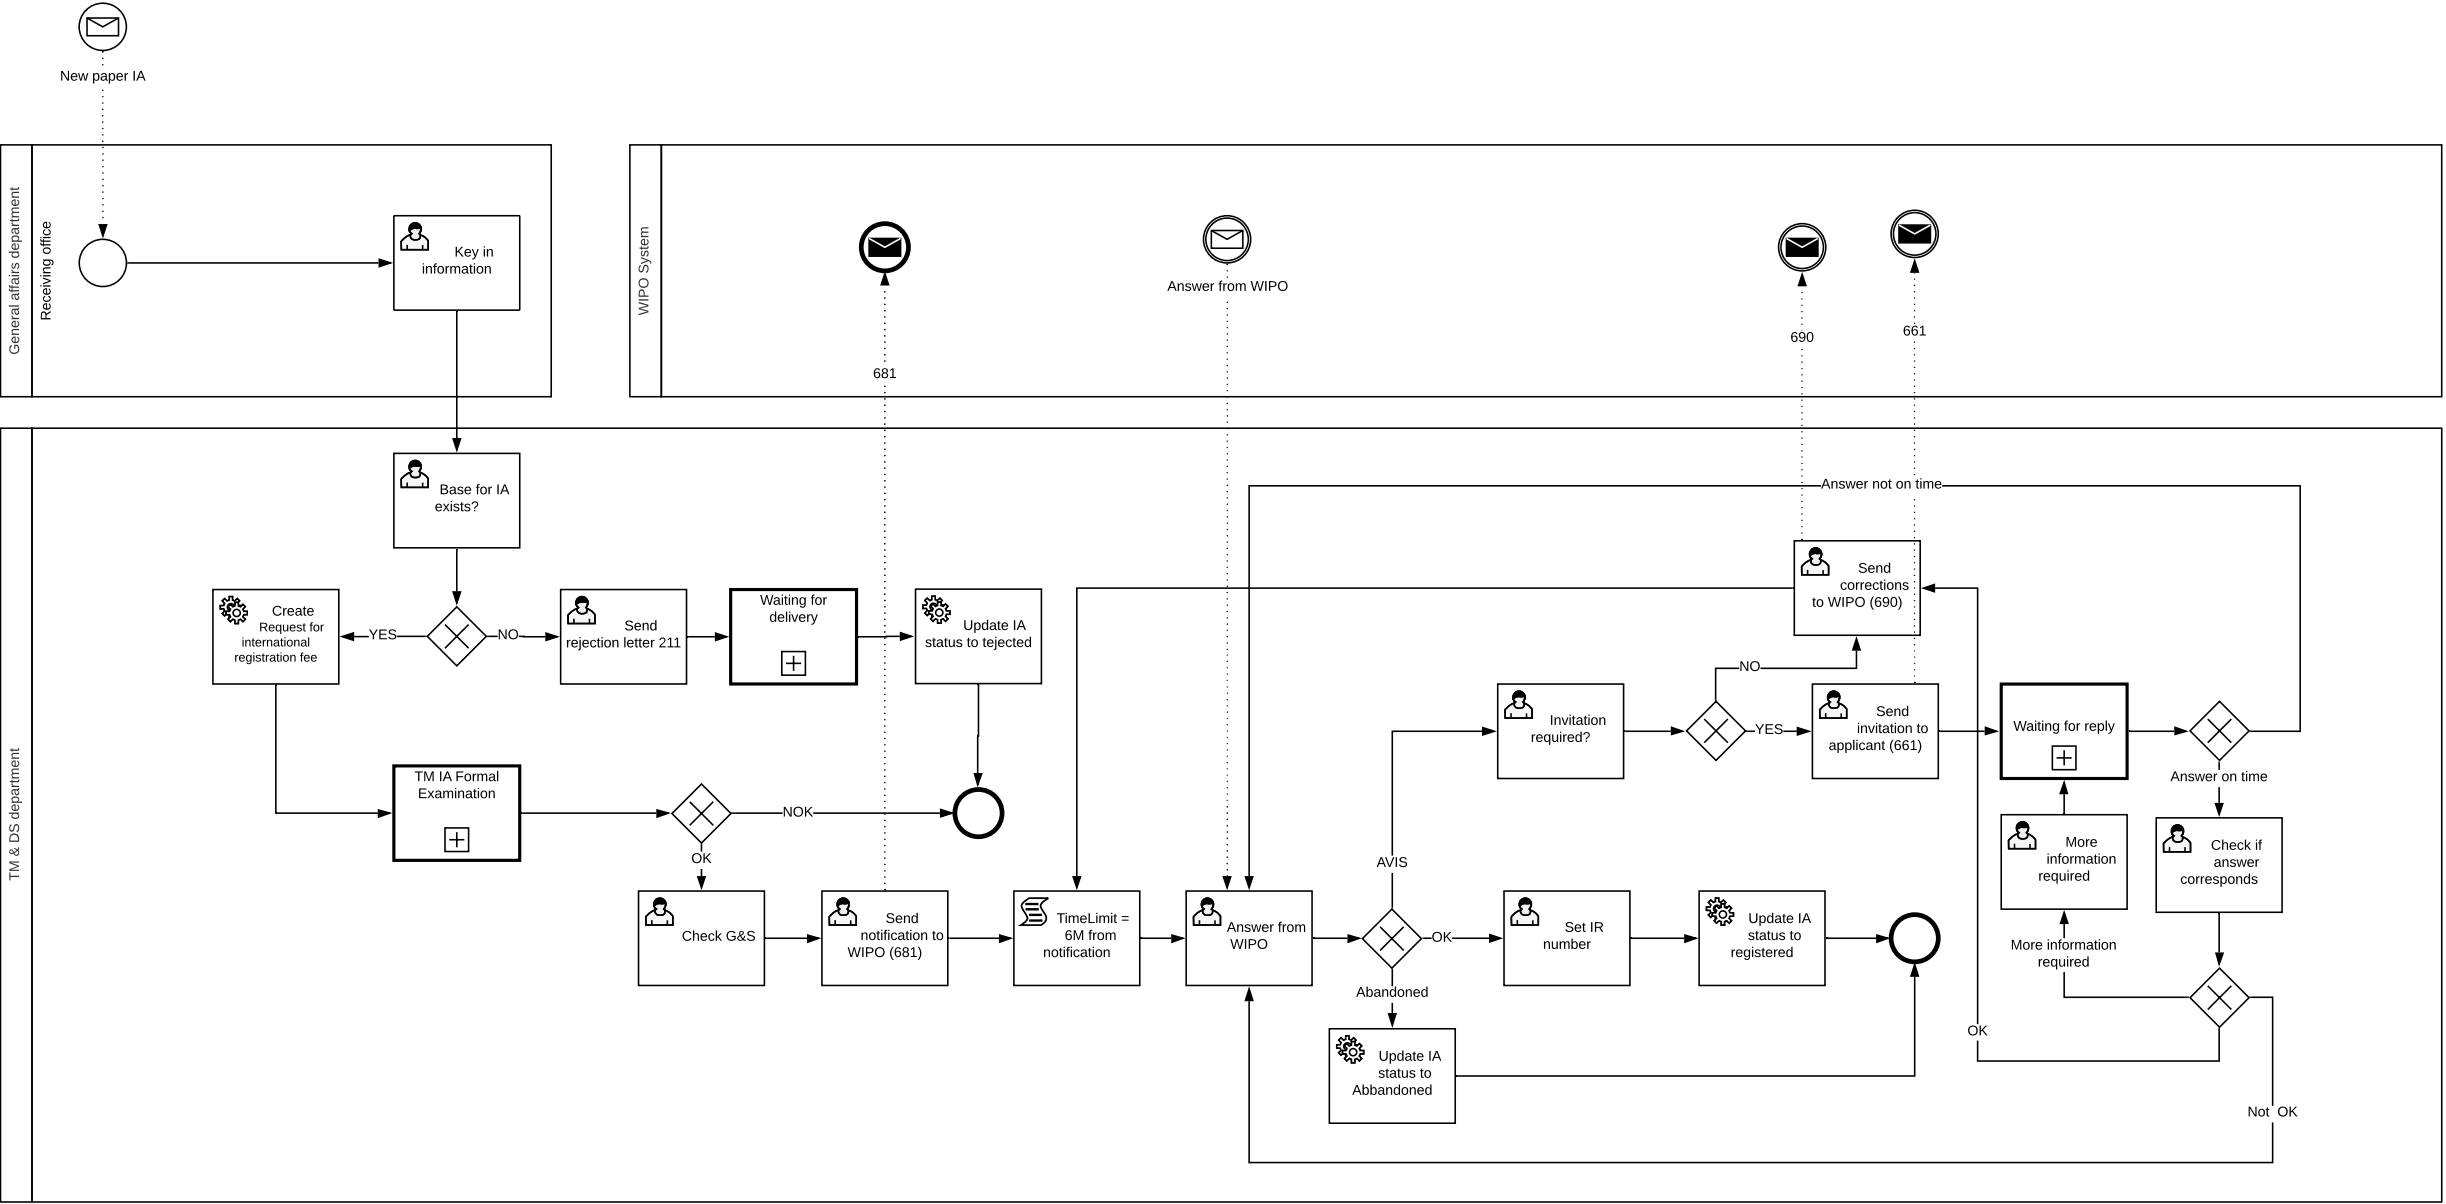 New paper IA
General affairs department
Receiving office
Key in
information
WIPO System
681
Answer from WIPO
690
661
TM & DS department
Base for IA
exists?
Answer not on time
Create
Request for
international
registration fee
YES
NO
Send
rejection letter 211
Waiting for
delivery
Update IA
status to tejected
Send
corrections
to WIPO (690)
NO
Invitation
required?
YES
Send
invitation to
applicant (661)
Waiting for reply
Answer on time
TM IA Formal
Examination
NOK
OK
AVIS
More
information
required
Check if
answer
corresponds
Check G&S
Send
notification to
WIPO (681)
TimeLimit =
6M from
notification
Answer from
WIPO
OK
Set IR
number
Update IA
status to
registered
More information
required
Abandoned
OK
Update IA
status to
Abbandoned
Not  OK